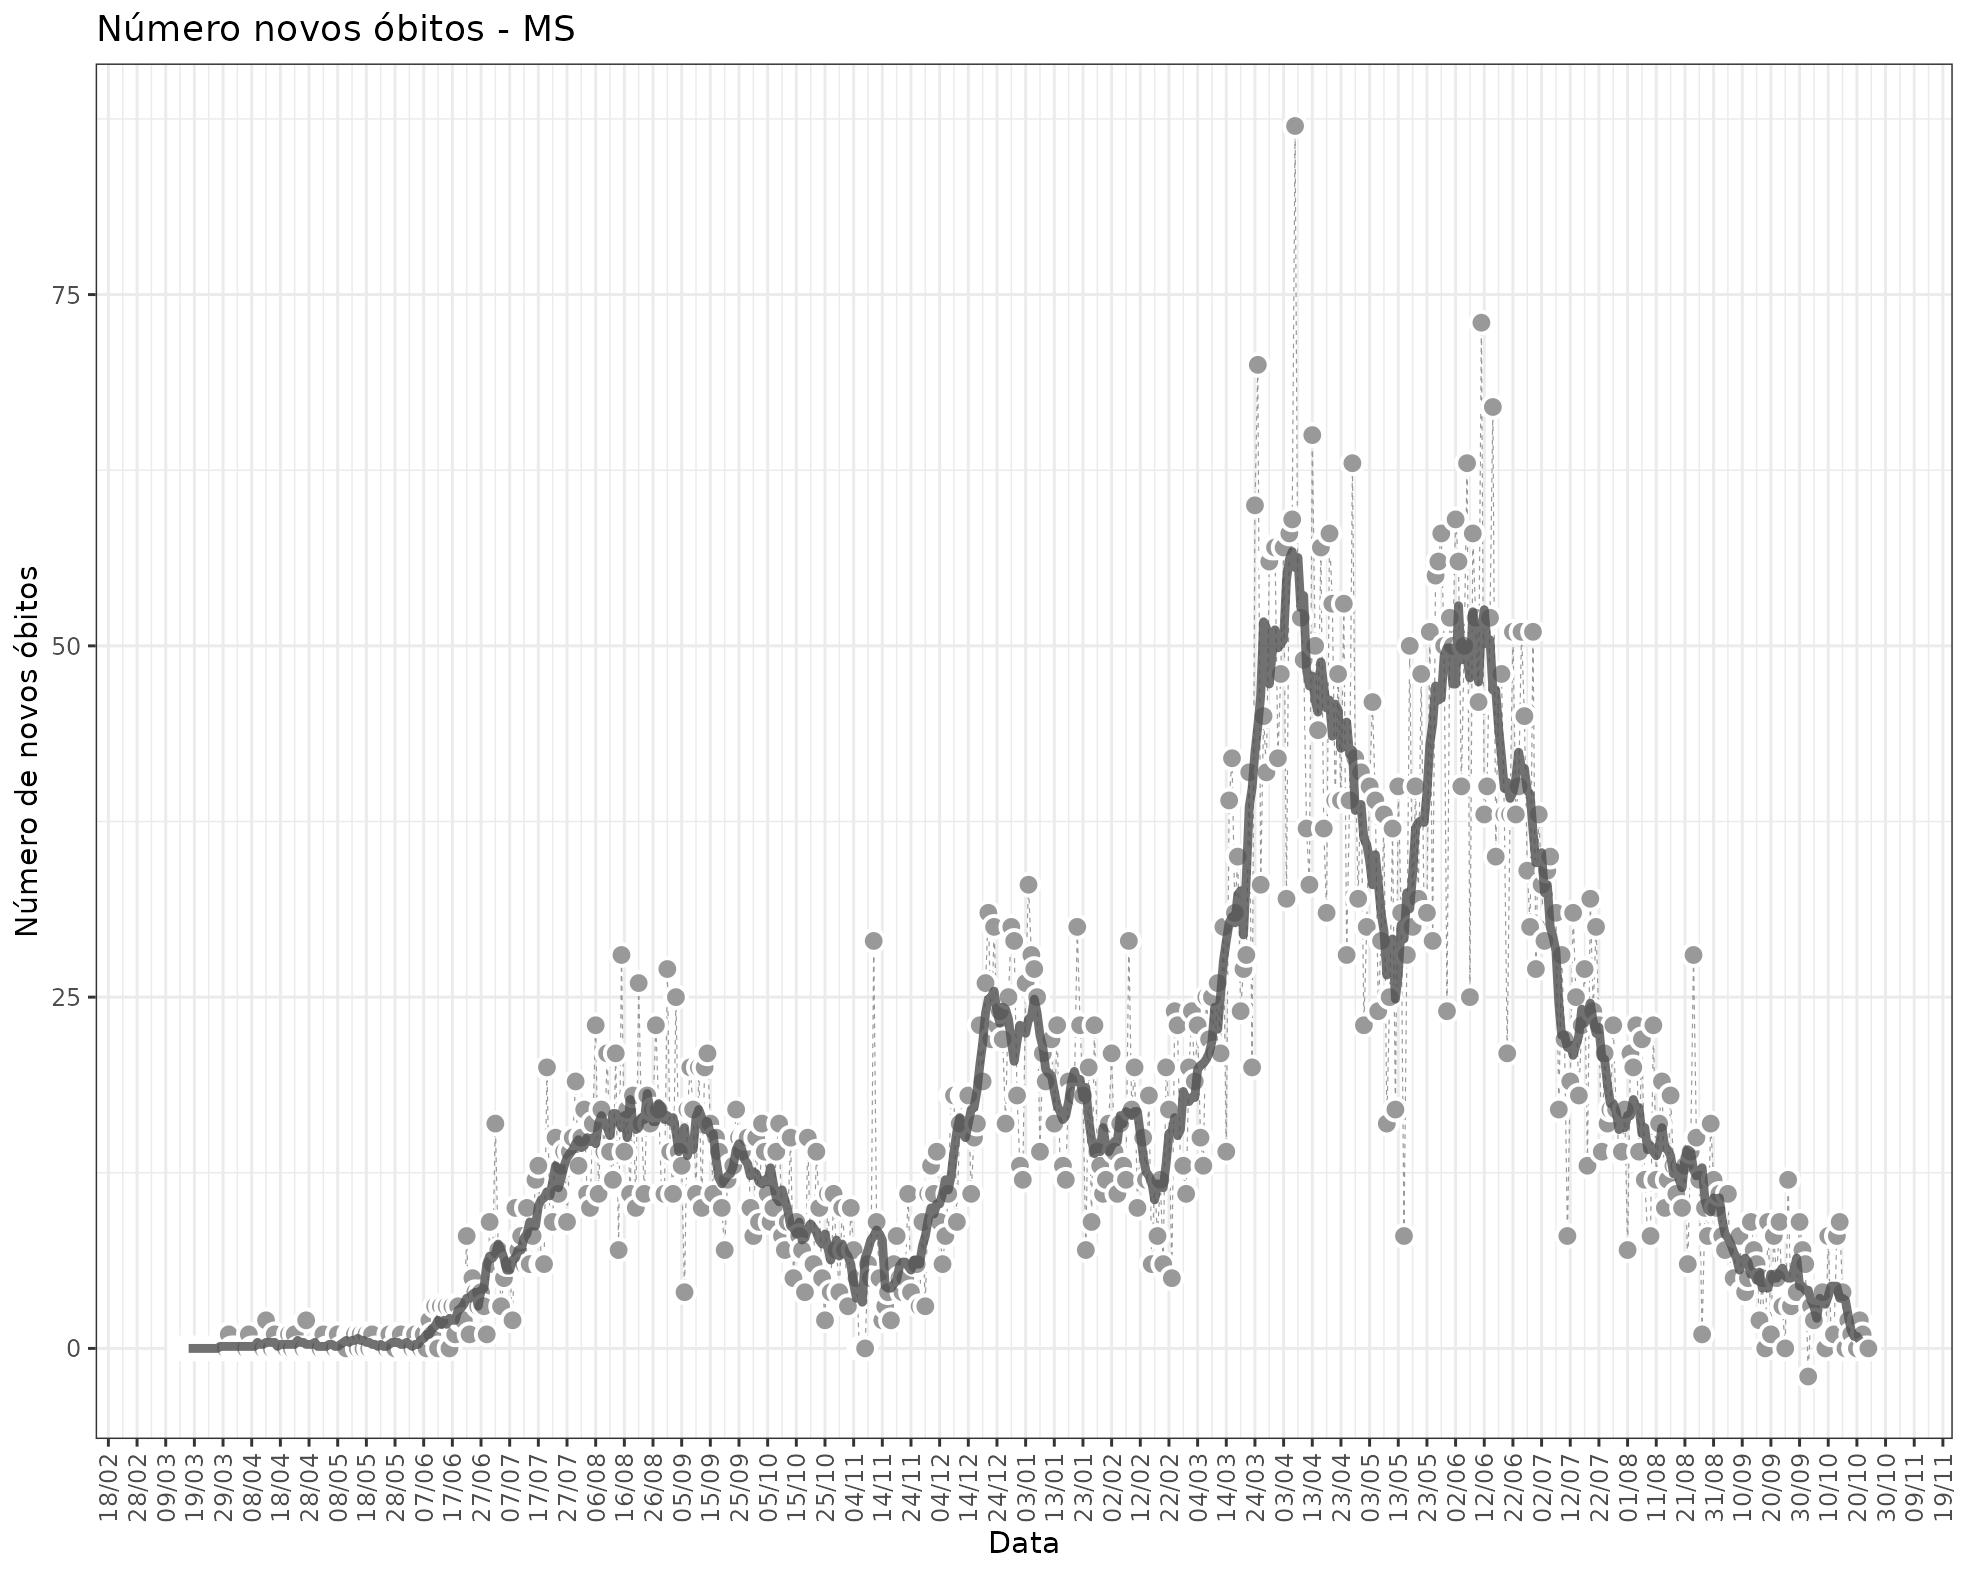 Número novos óbitos - MS
Número de novos óbitos
75
50
25
0
18/02 28/02 09/03 19/03 29/03 08/04 18/04 28/04 08/05 18/05 28/05 07/06 17/06 27/06 07/07 17/07 27/07 06/08 16/08 26/08 05/09 15/09 25/09 05/10 15/10 25/10 04/11 14/11 24/11 04/12 14/12 24/12 03/01 13/01 23/01 02/02 12/02 22/02 04/03 14/03 24/03 03/04 13/04 23/04 03/05 13/05 23/05 02/06 12/06 22/06 02/07 12/07 22/07 01/08 11/08 21/08 31/08 10/09 20/09 30/09 10/10 20/10 30/10 09/11 19/11
Data